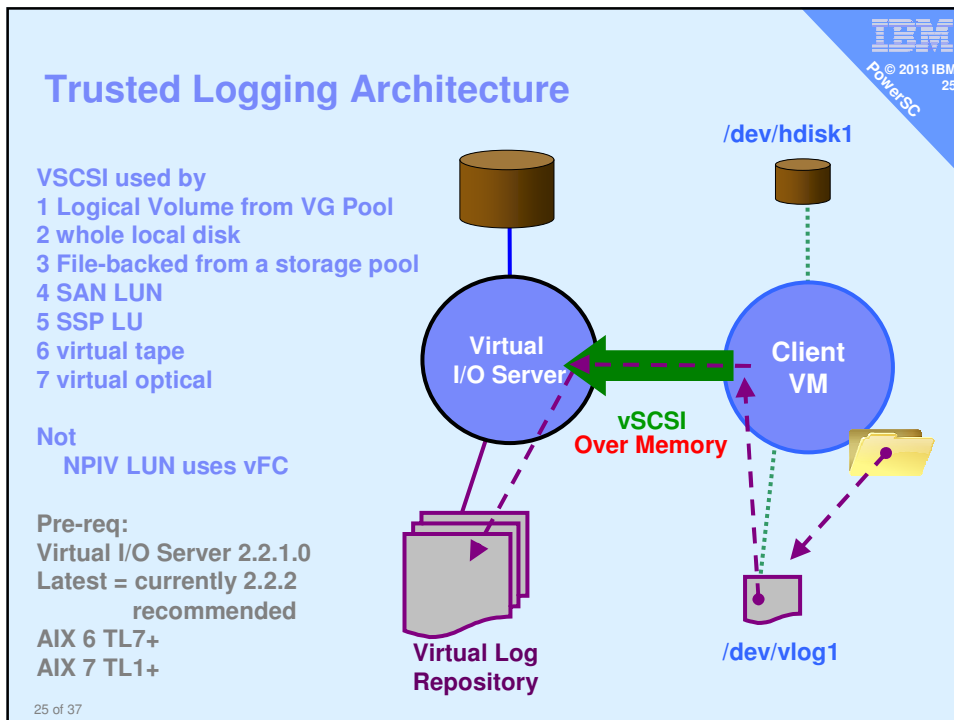 IBM
© 2013 IBM
25
PowerSC
Trusted Logging Architecture
VSCSI used by
1 Logical Volume from VG Pool
2 whole local disk
3 File-backed from a storage pool
4 SAN LUN
5 SSP LU
6 virtual tape
7 virtual optical
Not
NPIV LUN uses vFC
Pre-req:
Virtual I/O Server 2.2.1.0
Latest = currently 2.2.2
recommended
AIX 6 TL7+
AIX 7 TL1+
/dev/hdisk1
Virtual
I/O Server
Client
VM
vSCSI
Over Memory
Virtual Log
Repository
/dev/vlog1
25 of 37